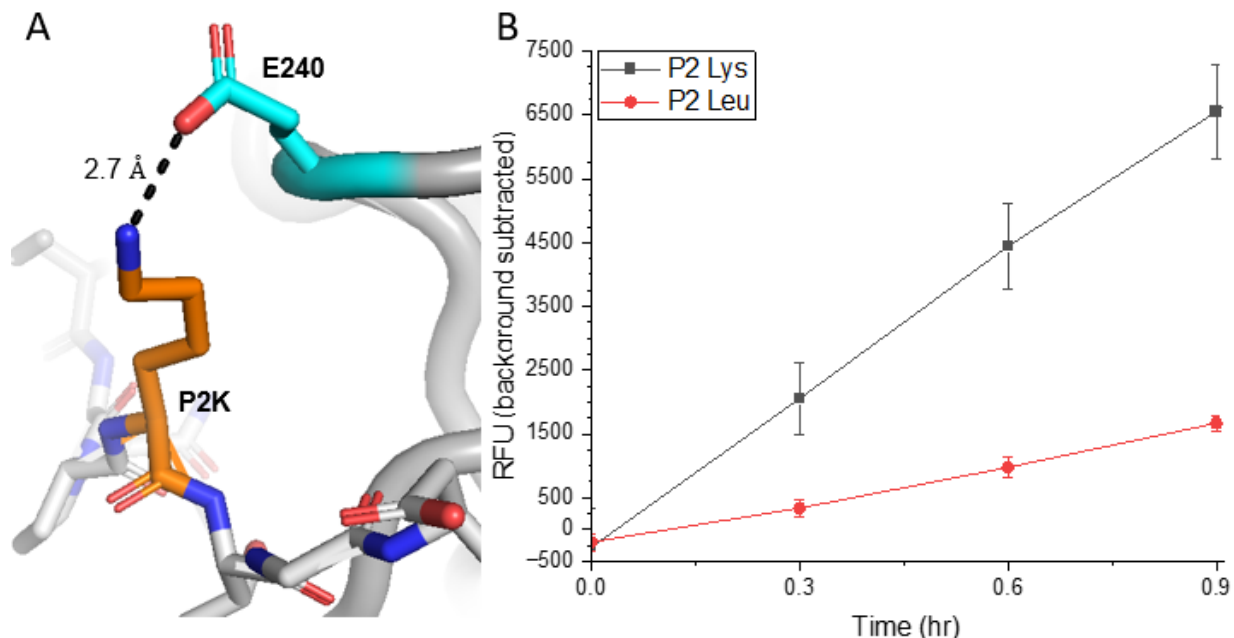 A
E240
2.7 Å
P2K
B
P2 Lys
P2 Leu
RFU (background subtracted)
7500
6500
5500
4500
3500
2500
1500
500
0
−500
0.0
0.3
0.6
0.9
Time (hr)